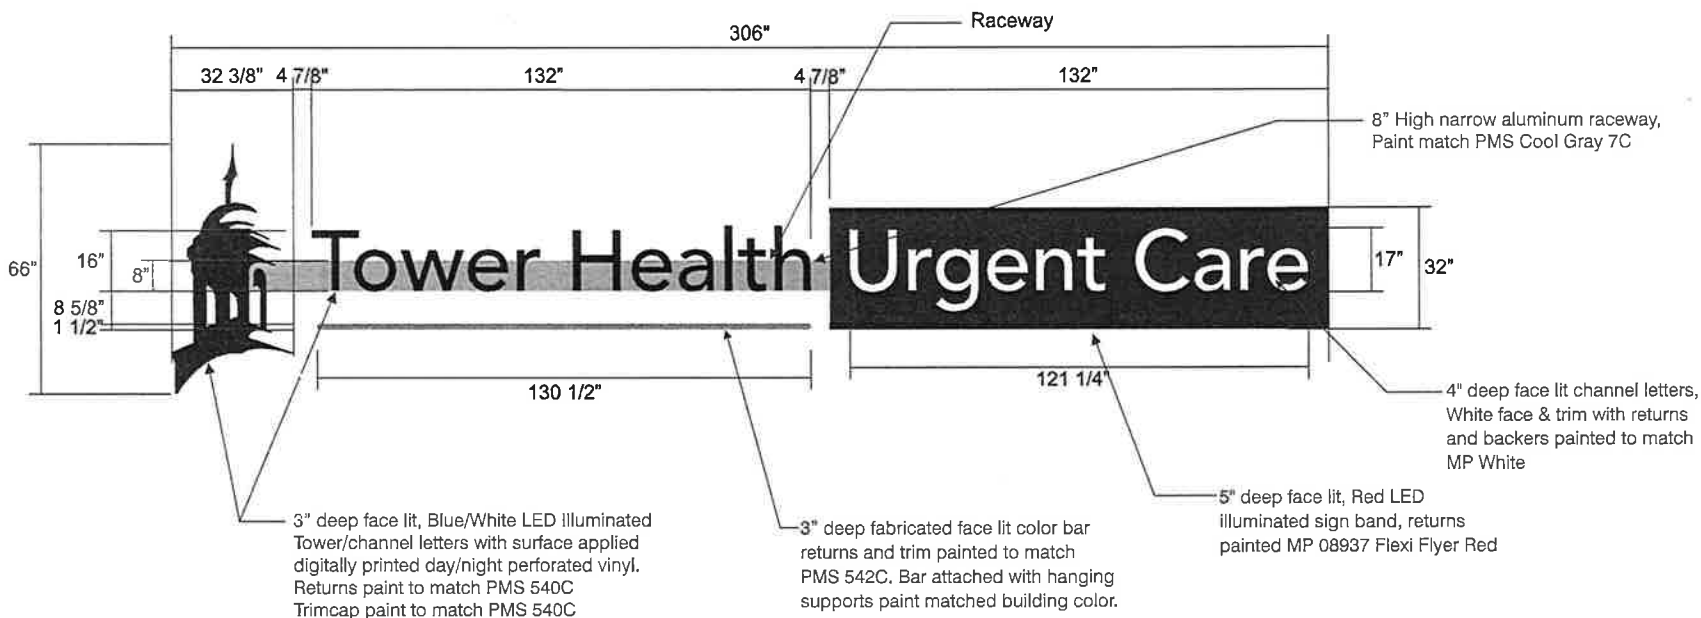 Raceway
306"
32 3/8" 4 7/8" 132" 4 7/8" 132"
8" High narrow aluminum raceway,
Paint match PMS Cool Gray 7C
66"
16"
8"
8 5/8"
1 1/2"
Tower Health Urgent Care
17"
32"
130 1/2"
121 1/4"
4" deep face lit channel letters,
White face & trim with returns
and backers painted to match
MP White
5" deep face lit, Red LED
illuminated sign band, returns
painted MP 08937 Flexi Flyer Red
3" deep face lit, Blue/White LED illuminated
Tower/channel letters with surface applied
digitally printed day/night perforated vinyl.
Returns paint to match PMS 540C
Trimcap paint to match PMS 540C
3" deep fabricated face lit color bar
returns and trim painted to match
PMS 542C. Bar attached with hanging
supports paint matched building color.